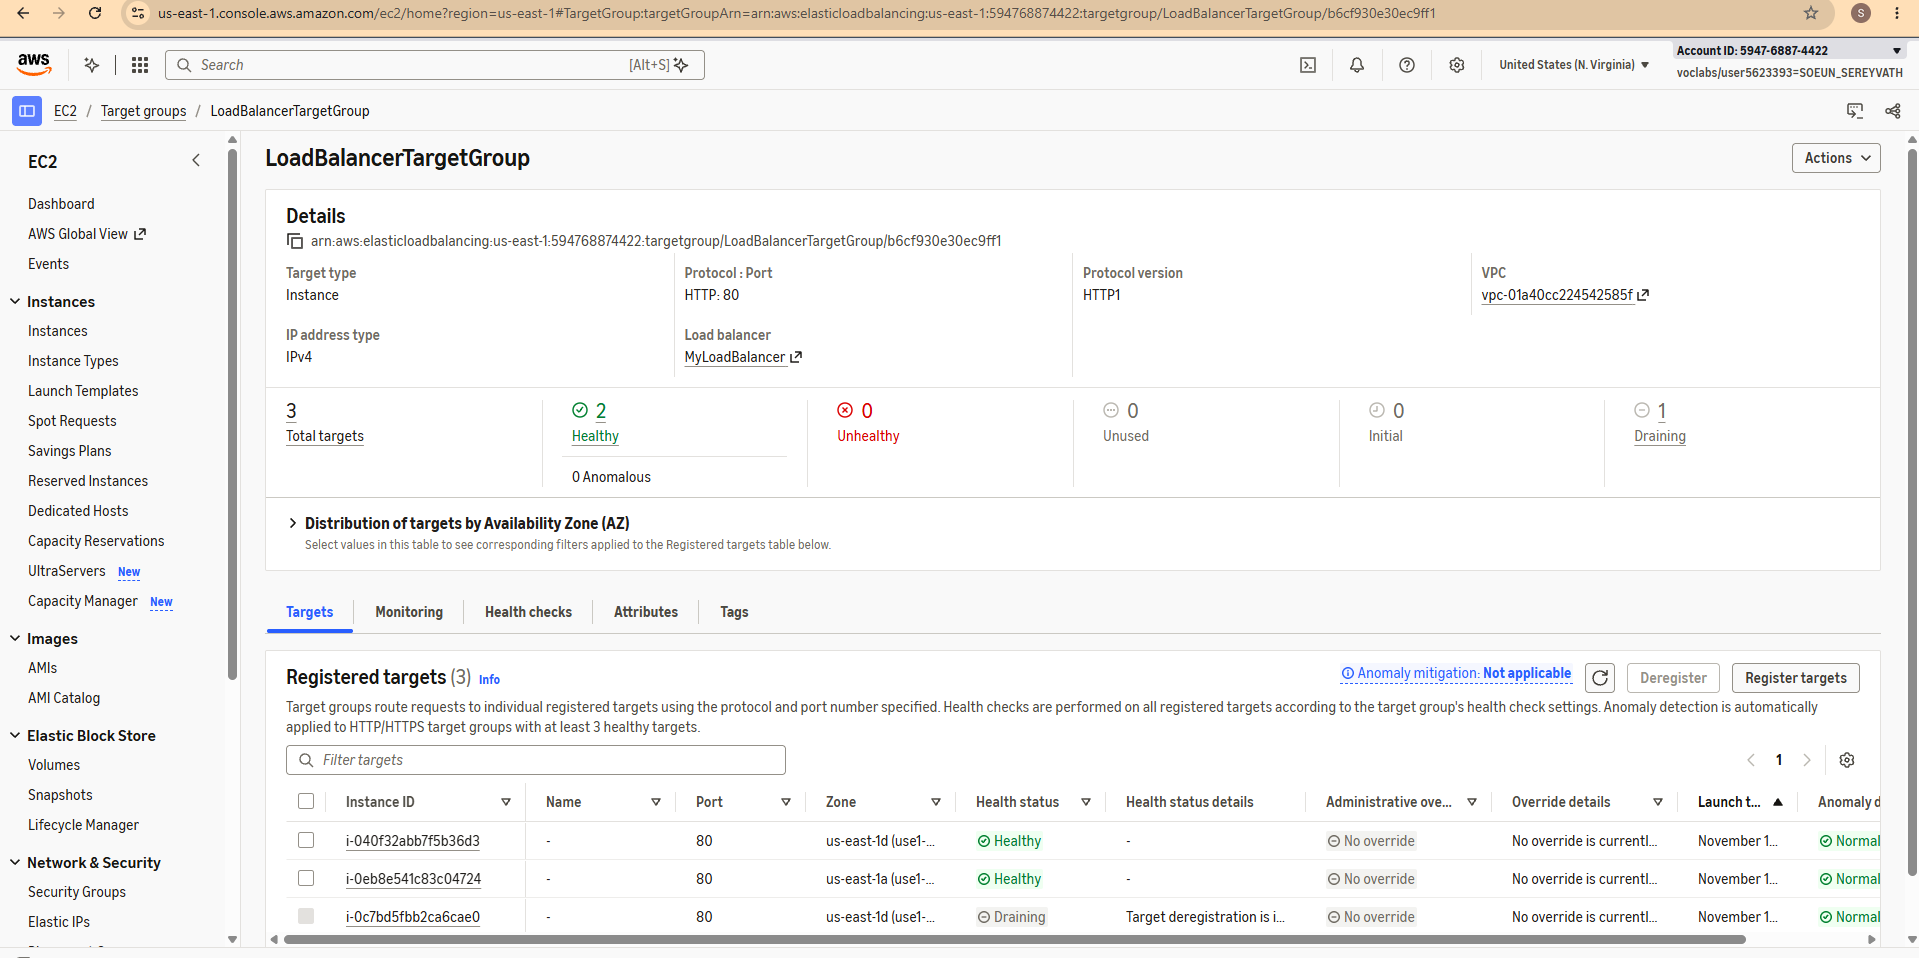 us-east-1.console.aws.amazon.com/ec2/home?region=us-east-1#TargetGroup:targetGroupArn=arn:aws:elasticloadbalancing:us-east-1:594768874422:targetgroup/LoadBalancerTargetGroup/b6cf930e30ec9ff1
S
aws
Search
[Alt+S]
United States (N. Virginia)
Account ID: 5947-6887-4422
voclabs/user5623393=SOEUN_SEREYVATH
EC2 / Target groups / LoadBalancerTargetGroup
EC2
Dashboard
AWS Global View
Events
Instances
Instances
Instance Types
Launch Templates
Spot Requests
Savings Plans
Reserved Instances
Dedicated Hosts
Capacity Reservations
UltraServers New
Capacity Manager New
Images
AMIs
AMI Catalog
Elastic Block Store
Volumes
Snapshots
Lifecycle Manager
Network & Security
Security Groups
Elastic IPs
LoadBalancerTargetGroup
Actions
Details
arn:aws:elasticloadbalancing:us-east-1:594768874422:targetgroup/LoadBalancerTargetGroup/b6cf930e30ec9ff1
Target type
Instance
Protocol : Port
HTTP: 80
Protocol version
HTTP1
VPC
vpc-01a40cc224542585f
IP address type
IPv4
Load balancer
MyLoadBalancer
3
Total targets
2
Healthy
0 Anomalous
0
Unhealthy
0
Unused
0
Initial
1
Draining
Distribution of targets by Availability Zone (AZ)
Select values in this table to see corresponding filters applied to the Registered targets table below.
Targets Monitoring Health checks Attributes Tags
Registered targets (3) Info
Anomaly mitigation: Not applicable
Deregister
Register targets
Target groups route requests to individual registered targets using the protocol and port number specified. Health checks are performed on all registered targets according to the target group's health check settings. Anomaly detection is automatically
applied to HTTP/HTTPS target groups with at least 3 healthy targets.
Filter targets
1
Instance ID Name Port Zone Health status Health status details Administrative ove... Override details Launch t... Anomaly d
i-040f32abb7f5b36d3 - 80 us-east-1d (use1-... Healthy - No override No override is currentl... November 1... Normal
i-0eb8e541c83c04724 - 80 us-east-1a (use1-... Healthy - No override No override is currentl... November 1... Normal
i-0c7bd5fbb2ca6cae0 - 80 us-east-1d (use1-... Draining Target deregistration is i... No override No override is currentl... November 1... Normal